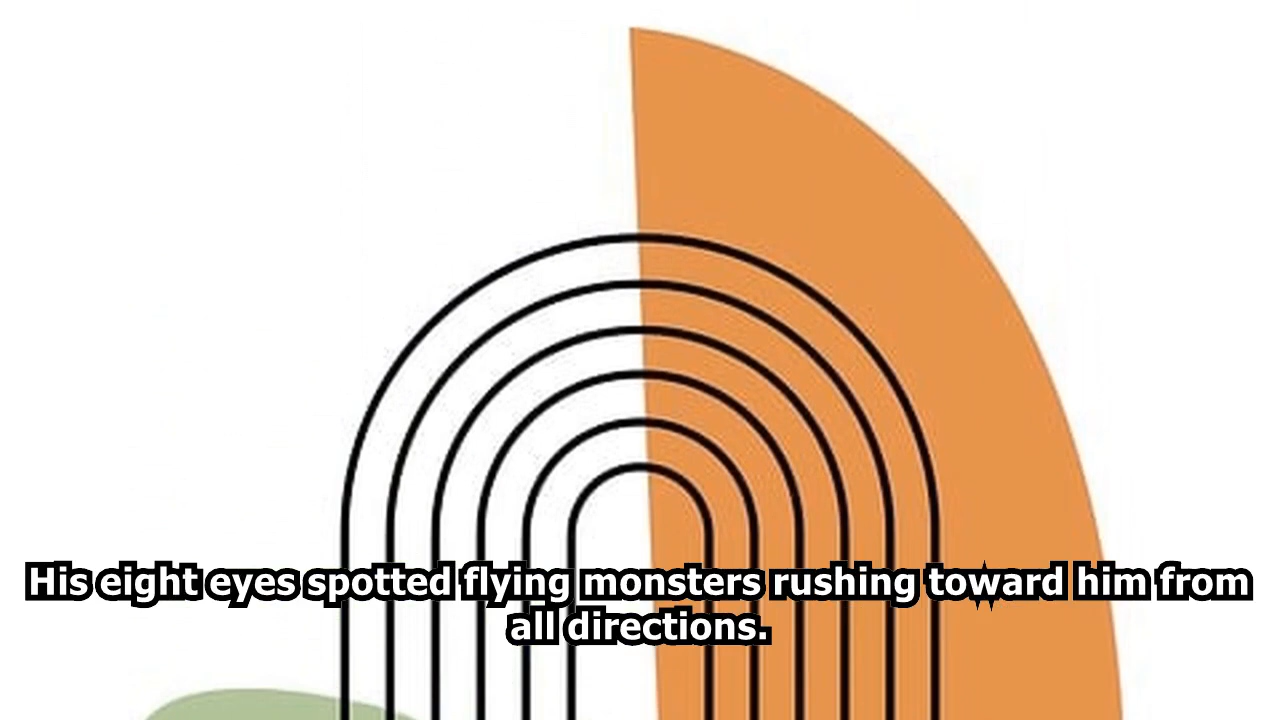 His eight eyes spotted flying monsters rushing toward him from
all directions.